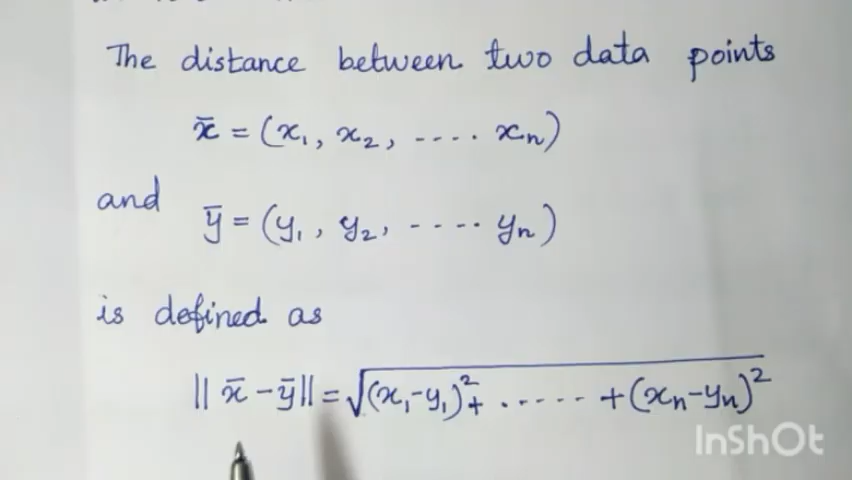 The distance between two data points
x̄ = (x₁, x₂, .... xₙ)
and
ȳ = (y₁, y₂, .... yₙ)
is defined as
|| x̄ - ȳ || = √((x₁-y₁)² + ...... + (xₙ-yₙ)²)
InShOt